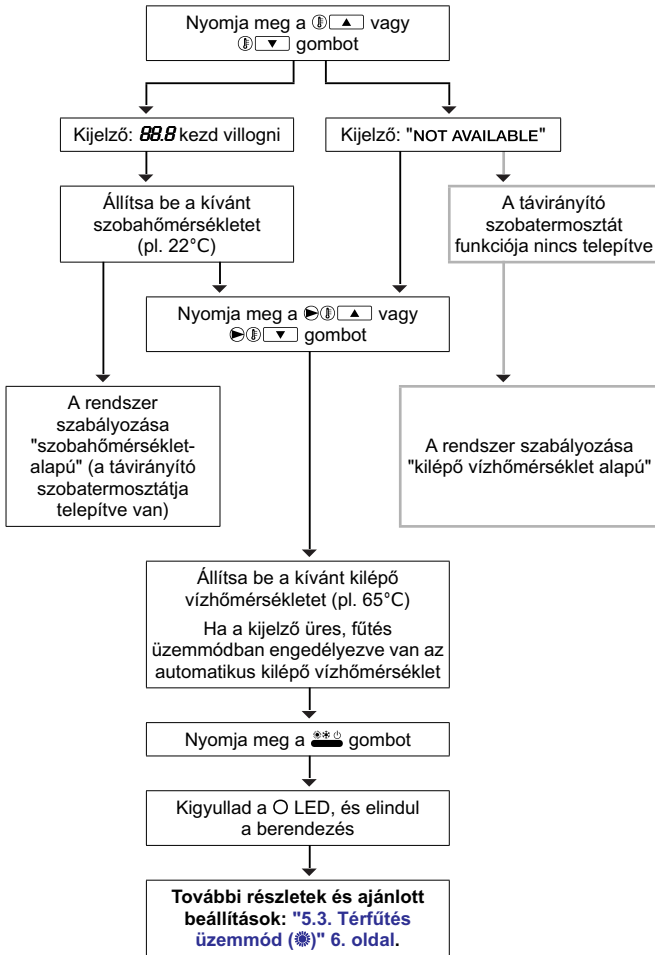 Nyomja meg a ▲ vagy
▼ gombot
Kijelző: 88.8 kezd villogni
Kijelző: "NOT AVAILABLE"
Állítsa be a kívánt
szobahőmérsékletet
(pl. 22°C)
A távirányító
szobatermosztát
funkciója nincs telepítve
Nyomja meg a ▲ vagy
▼ gombot
A rendszer
szabályozása
"szobahőmérséklet-
alapú" (a távirányító
szobatermosztátja
telepítve van)
A rendszer szabályozása
"kilépő vízhőmérséklet alapú"
Állítsa be a kívánt kilépő
vízhőmérsékletet (pl. 65°C)
Ha a kijelző üres, fűtés
üzemmódban engedélyezve van az
automatikus kilépő vízhőmérséklet
Nyomja meg a gombot
Kigyullad a LED, és elindul
a berendezés
További részletek és ajánlott
beállítások: "5.3. Térfűtés
üzemmód ()" 6. oldal.